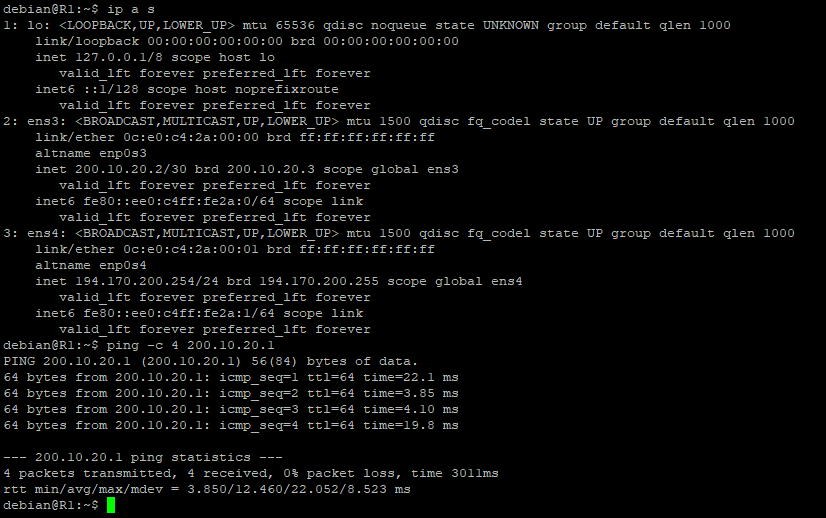 debian@R1:~$ ip a s
1: lo: <LOOPBACK,UP,LOWER_UP> mtu 65536 qdisc noqueue state UNKNOWN group default qlen 1000
    link/loopback 00:00:00:00:00:00 brd 00:00:00:00:00:00
    inet 127.0.0.1/8 scope host lo
       valid_lft forever preferred_lft forever
    inet6 ::1/128 scope host noprefixroute
       valid_lft forever preferred_lft forever
2: ens3: <BROADCAST,MULTICAST,UP,LOWER_UP> mtu 1500 qdisc fq_codel state UP group default qlen 1000
    link/ether 0c:e0:c4:2a:00:00 brd ff:ff:ff:ff:ff:ff
    altname enp0s3
    inet 200.10.20.2/30 brd 200.10.20.3 scope global ens3
       valid_lft forever preferred_lft forever
    inet6 fe80::ee0:c4ff:fe2a:0/64 scope link
       valid_lft forever preferred_lft forever
3: ens4: <BROADCAST,MULTICAST,UP,LOWER_UP> mtu 1500 qdisc fq_codel state UP group default qlen 1000
    link/ether 0c:e0:c4:2a:00:01 brd ff:ff:ff:ff:ff:ff
    altname enp0s4
    inet 194.170.200.254/24 brd 194.170.200.255 scope global ens4
       valid_lft forever preferred_lft forever
    inet6 fe80::ee0:c4ff:fe2a:1/64 scope link
       valid_lft forever preferred_lft forever
debian@R1:~$ ping -c 4 200.10.20.1
PING 200.10.20.1 (200.10.20.1) 56(84) bytes of data.
64 bytes from 200.10.20.1: icmp_seq=1 ttl=64 time=22.1 ms
64 bytes from 200.10.20.1: icmp_seq=2 ttl=64 time=3.85 ms
64 bytes from 200.10.20.1: icmp_seq=3 ttl=64 time=4.10 ms
64 bytes from 200.10.20.1: icmp_seq=4 ttl=64 time=19.8 ms

--- 200.10.20.1 ping statistics ---
4 packets transmitted, 4 received, 0% packet loss, time 3011ms
rtt min/avg/max/mdev = 3.850/12.460/22.052/8.523 ms
debian@R1:~$